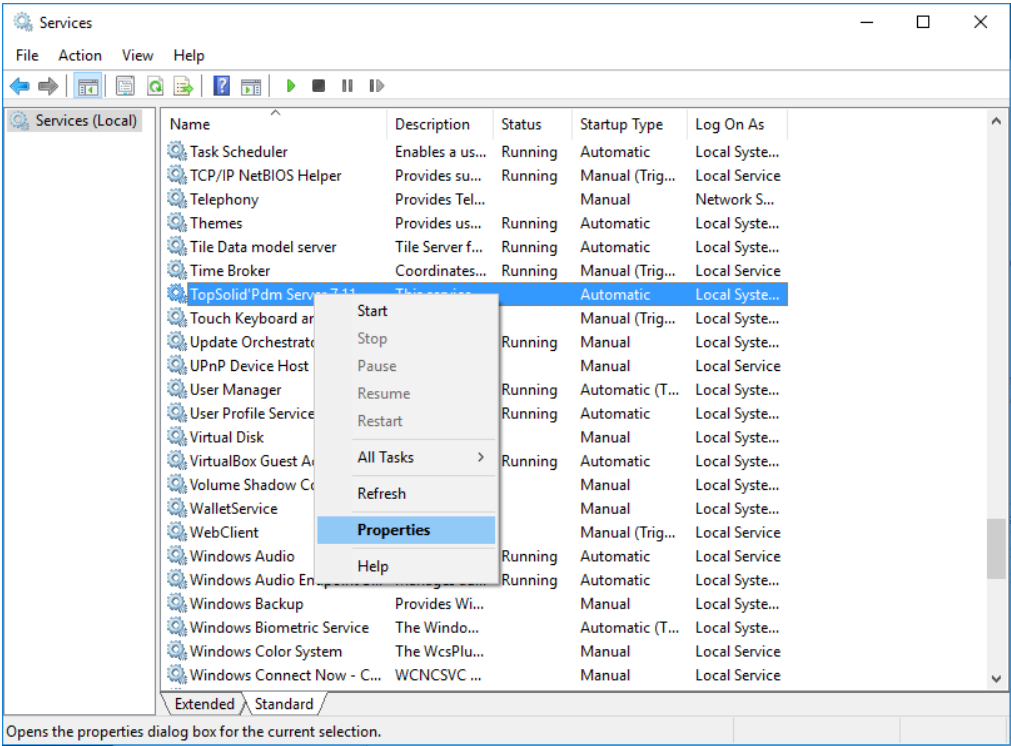 Services
File Action View Help
Services (Local)
Name Description Status Startup Type Log On As
Task Scheduler Enables a us... Running Automatic Local Syste...
TCP/IP NetBIOS Helper Provides su... Running Manual (Trig... Local Service
Telephony Provides Tel... Manual Network S...
Themes Provides us... Running Automatic Local Syste...
Tile Data model server Tile Server f... Running Automatic Local Syste...
Time Broker Coordinates... Running Manual (Trig... Local Service
TopSolid'Pdm Server 7.11 This service Automatic Local Syste...
Touch Keyboard an Manual (Trig... Local Syste...
Update Orchestrato Running Manual Local Syste...
UPnP Device Host Manual Local Service
User Manager Running Automatic (T... Local Syste...
User Profile Service Running Automatic Local Syste...
Virtual Disk Manual Local Syste...
VirtualBox Guest A Running Automatic Local Syste...
Volume Shadow Co Manual Local Syste...
WalletService Manual Local Syste...
WebClient Manual (Trig... Local Service
Windows Audio Running Automatic Local Service
Windows Audio Endpoint Running Automatic Local Syste...
Windows Backup Provides Wi... Manual Local Syste...
Windows Biometric Service The Windo... Automatic (T... Local Syste...
Windows Color System The WcsPlu... Manual Local Service
Windows Connect Now - C... WCNCSVC ... Manual Local Service
Start
Stop
Pause
Resume
Restart
All Tasks
Refresh
Properties
Help
Extended Standard
Opens the properties dialog box for the current selection.